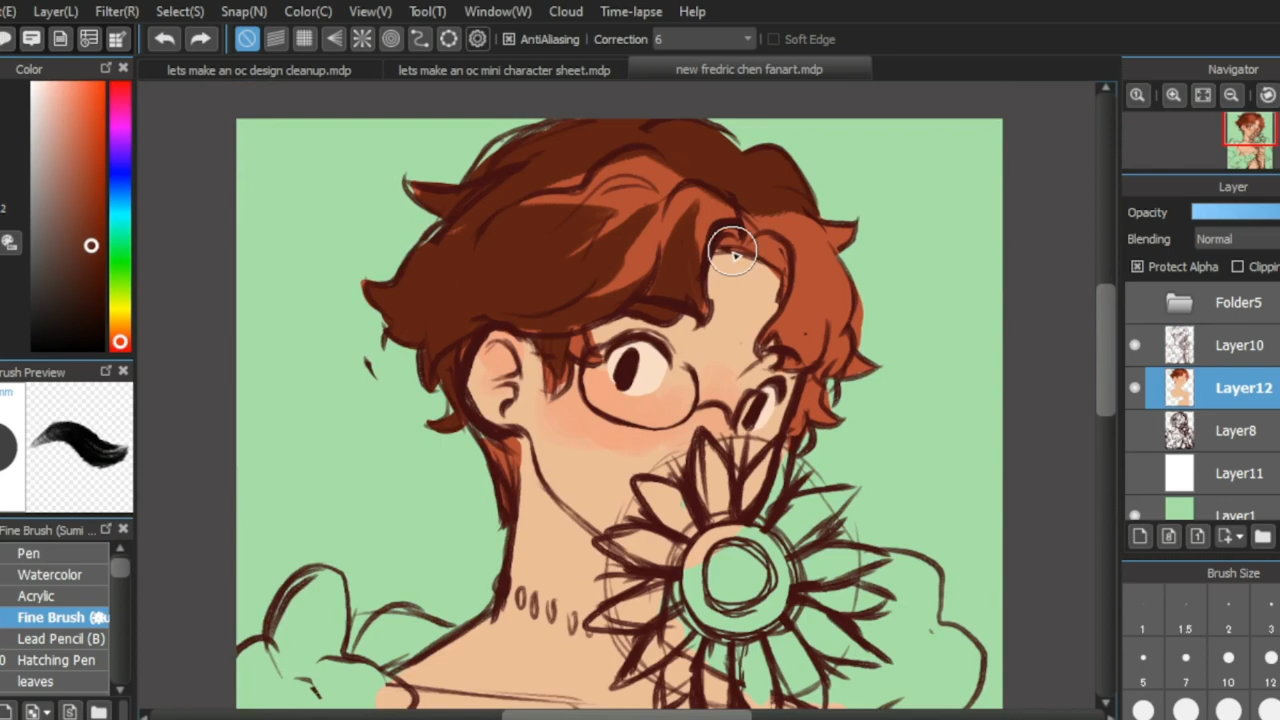 (E) Layer(L) Filter(R) Select(S) Snap(N) Color(C) View(V) Tool(T) Window(W) Cloud Time-lapse Help
AntiAliasing Correction 6 Soft Edge
Color
lets make an oc design cleanup.mdp lets make an oc mini character sheet.mdp new fredric chen fanart.mdp
Navigator
Layer
2
Opacity
Blending Normal
Protect Alpha Clippin
Folder5
Layer10
rush Preview
mm
Layer12
Layer8
Layer11
Layer1
Fine Brush (Sumi ...
Pen
Watercolor
Acrylic
Fine Brush
Lead Pencil (B)
0 Hatching Pen
leaves
Brush Size
1 1.5 2 3
5 7 10 12